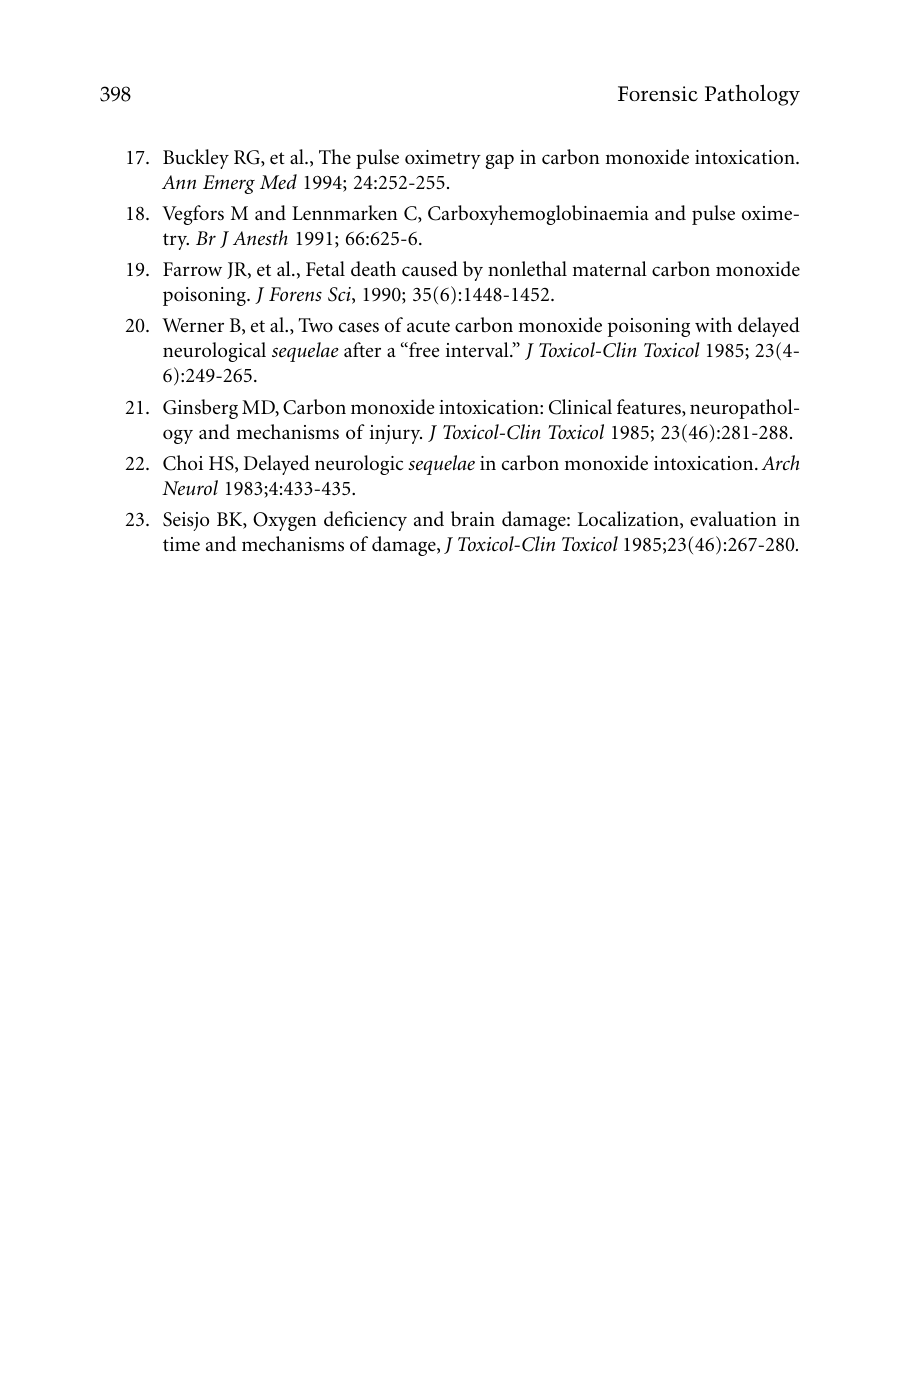 398 Forensic Pathology
17. Buckley RG, et al., The pulse oximetry gap in carbon monoxide intoxication.
Ann Emerg Med 1994; 24:252-255.
18. Vegfors M and Lennmarken C, Carboxyhemoglobinaemia and pulse oxime-
try. Br J Anesth 1991; 66:625-6.
19. Farrow JR, et al., Fetal death caused by nonlethal maternal carbon monoxide
poisoning. J Forens Sci, 1990; 35(6):1448-1452.
20. Werner B, et al., Two cases of acute carbon monoxide poisoning with delayed
neurological sequelae after a “free interval.” J Toxicol-Clin Toxicol 1985; 23(4-
6):249-265.
21. Ginsberg MD, Carbon monoxide intoxication: Clinical features, neuropathol-
ogy and mechanisms of injury. J Toxicol-Clin Toxicol 1985; 23(46):281-288.
22. Choi HS, Delayed neurologic sequelae in carbon monoxide intoxication. Arch
Neurol 1983;4:433-435.
23. Seisjo BK, Oxygen deficiency and brain damage: Localization, evaluation in
time and mechanisms of damage, J Toxicol-Clin Toxicol 1985;23(46):267-280.